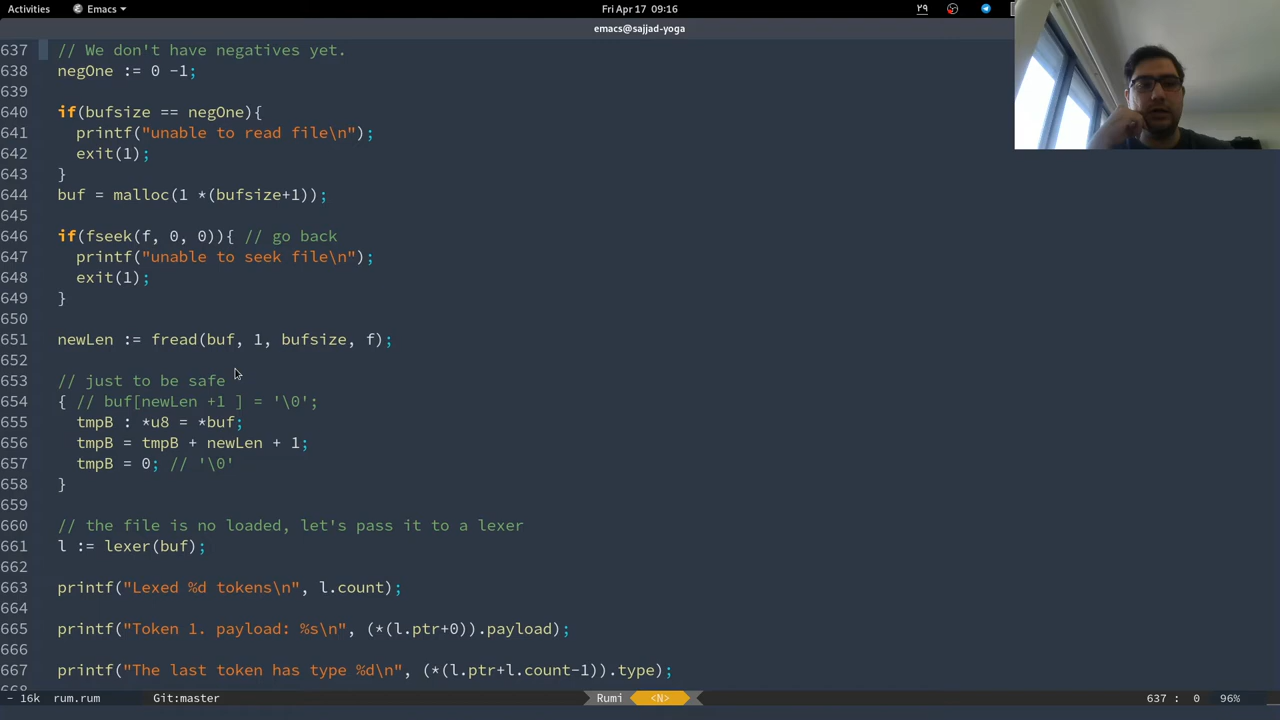 Activities Emacs Fri Apr 17 09:16 ۲۹
emacs@sajjad-yoga
637 // We don't have negatives yet.
638 negOne := 0 -1;
639
640 if(bufsize == negOne){
641 printf("unable to read file\n");
642 exit(1);
643 }
644 buf = malloc(1 *(bufsize+1));
645
646 if(fseek(f, 0, 0)){ // go back
647 printf("unable to seek file\n");
648 exit(1);
649 }
650
651 newLen := fread(buf, 1, bufsize, f);
652
653 // just to be safe
654 { // buf[newLen +1 ] = '\0';
655 tmpB : *u8 = *buf;
656 tmpB = tmpB + newLen + 1;
657 tmpB = 0; // '\0'
658 }
659
660 // the file is no loaded, let's pass it to a lexer
661 l := lexer(buf);
662
663 printf("Lexed %d tokens\n", l.count);
664
665 printf("Token 1. payload: %s\n", (*(l.ptr+0)).payload);
666
667 printf("The last token has type %d\n", (*(l.ptr+l.count-1)).type);
668
- 16k rum.rum Git:master Rumi <N> 637 : 0 96%